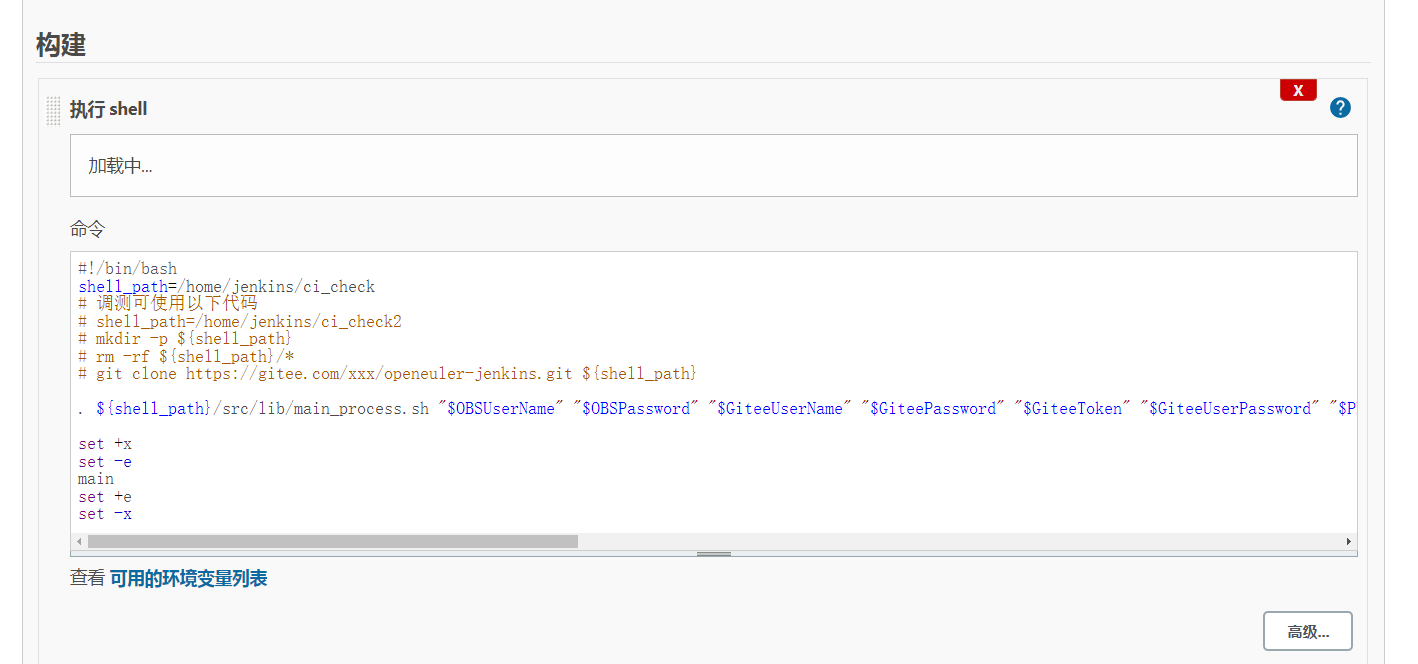 构建
X
执行 shell
?
加载中...
命令
#!/bin/bash
shell_path=/home/jenkins/ci_check
# 调测可使用以下代码
# shell_path=/home/jenkins/ci_check2
# mkdir -p ${shell_path}
# rm -rf ${shell_path}/*
# git clone https://gitee.com/xxx/openeuler-jenkins.git ${shell_path}
. ${shell_path}/src/lib/main_process.sh "$OBSUserName" "$OBSPassword" "$GiteeUserName" "$GiteePassword" "$GiteeToken" "$GiteeUserPassword" "$P
set +x
set -e
main
set +e
set -x
查看 可用的环境变量列表
高级...